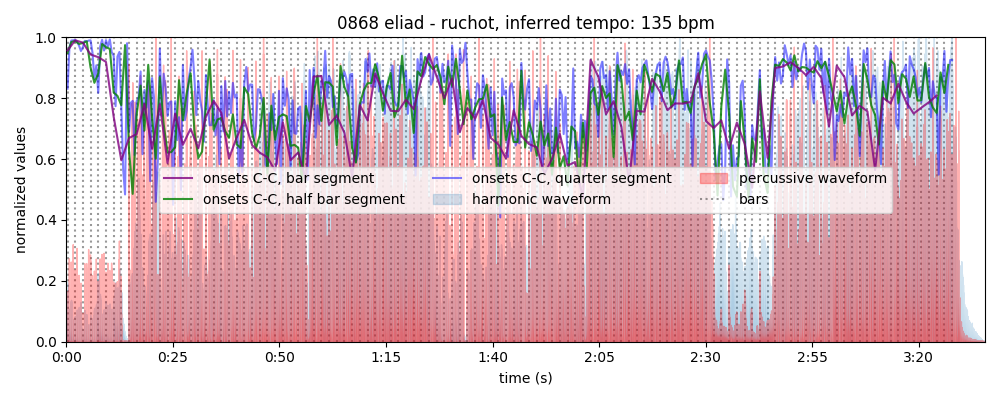 0868 eliad - ruchot, inferred tempo: 135 bpm
1.0
0.8
0.6
0.4
0.2
0.0
normalized values
onsets C-C, bar segment
onsets C-C, half bar segment
onsets C-C, quarter segment
harmonic waveform
percussive waveform
bars
0:00 0:25 0:50 1:15 1:40 2:05 2:30 2:55 3:20
time (s)